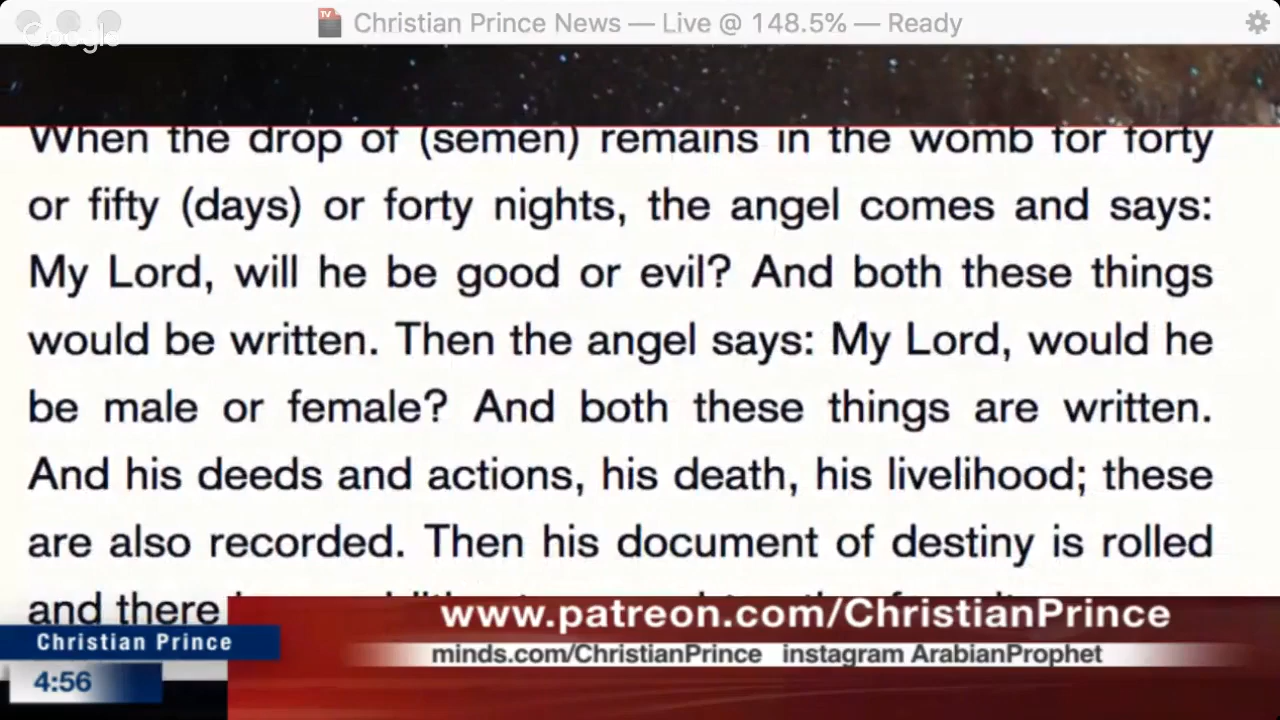 Christian Prince News — Live @ 148.5% — Ready
Google
When the drop of (semen) remains in the womb for forty
or fifty (days) or forty nights, the angel comes and says:
My Lord, will he be good or evil? And both these things
would be written. Then the angel says: My Lord, would he
be male or female? And both these things are written.
And his deeds and actions, his death, his livelihood; these
are also recorded. Then his document of destiny is rolled
and there
www.patreon.com/ChristianPrince
Christian Prince
minds.com/ChristianPrince instagram ArabianProphet
4:56